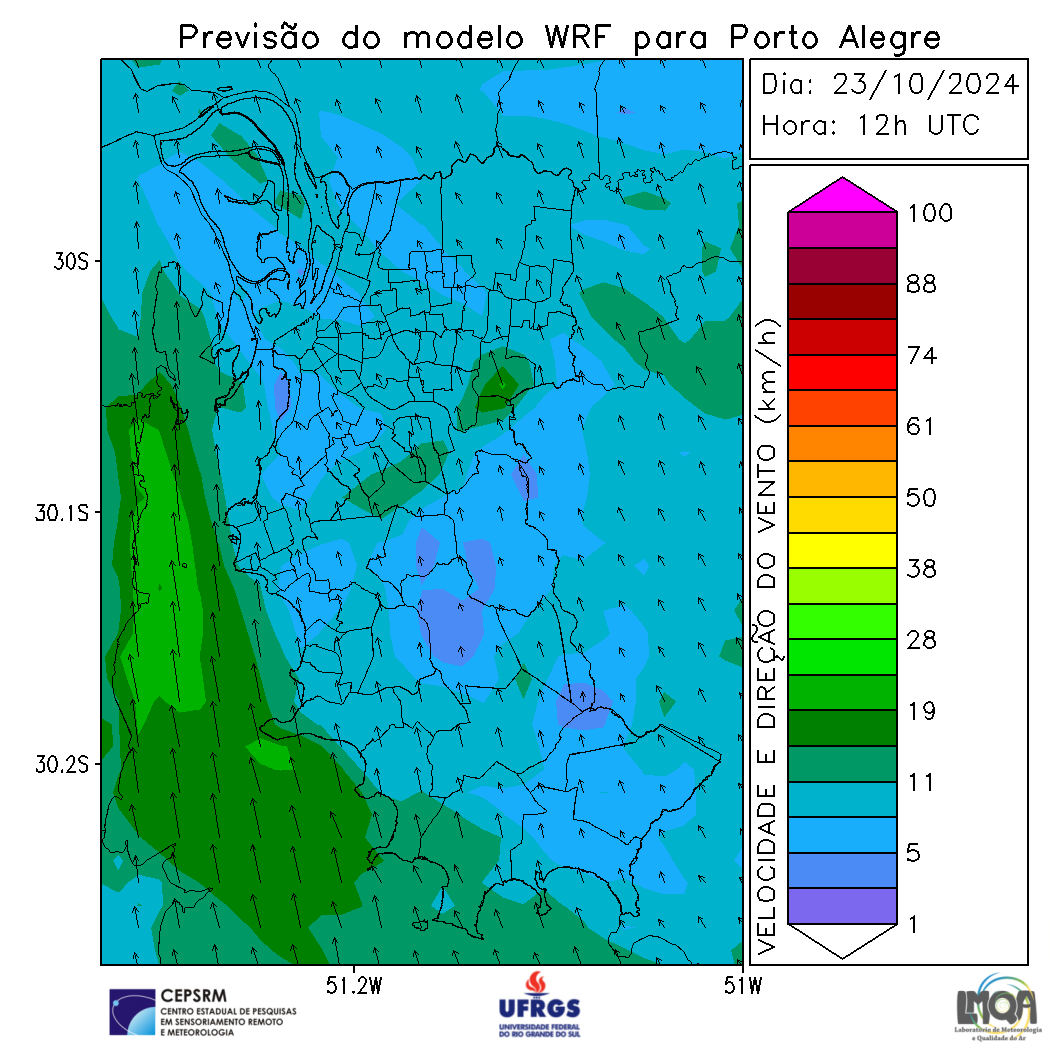 Previsão do modelo WRF para Porto Alegre
Dia: 23/10/2024
Hora: 12h UTC
30S
30.1S
30.2S
51.2W
51W
VELOCIDADE E DIREÇÃO DO VENTO (km/h)
100
88
74
61
50
38
28
19
11
5
1
CEPSRM
CENTRO ESTADUAL DE PESQUISAS
EM SENSORIAMENTO REMOTO
E METEOROLOGIA
UFRGS
UNIVERSIDADE FEDERAL
DO RIO GRANDE DO SUL
LMQA
Laboratório de Meteorologia
e Qualidade do Ar